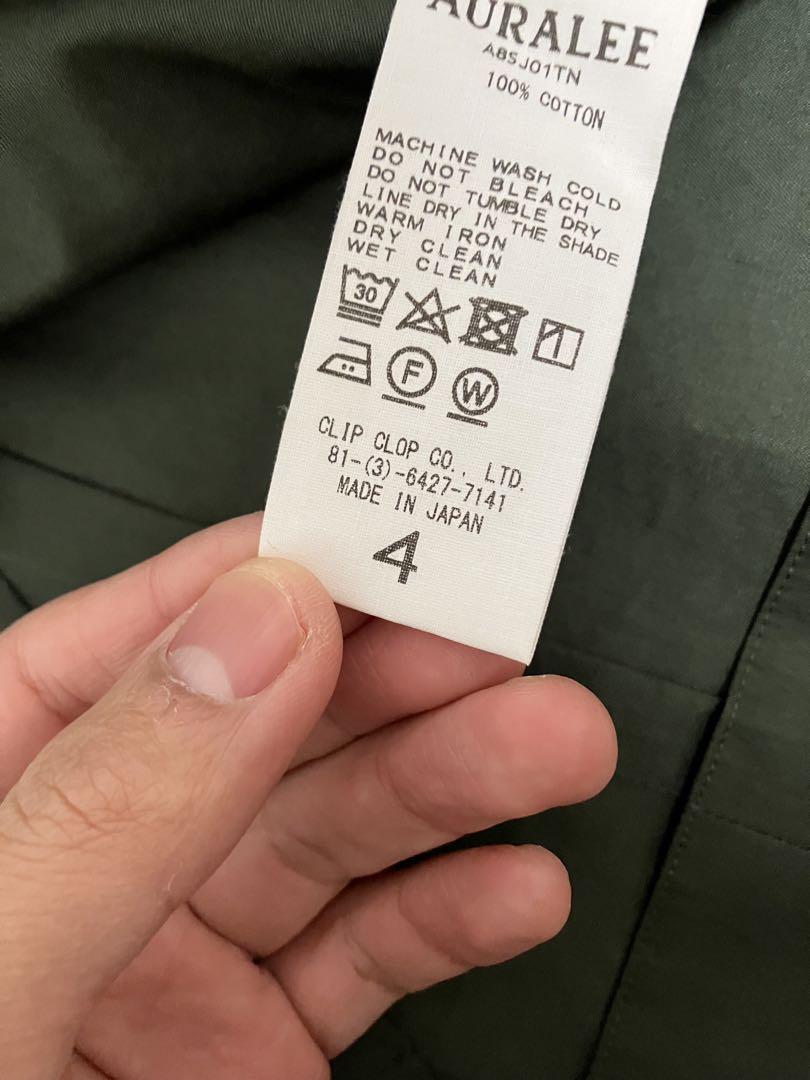 AURALEE
A8SJ01TN
100% COTTON
MACHINE WASH COLD
DO NOT BLEACH
DO NOT TUMBLE DRY
LINE DRY IN THE SHADE
WARM IRON
DRY CLEAN
WET CLEAN
30
F W
CLIP CLOP CO., LTD.
81-(3)-6427-7141
MADE IN JAPAN
4